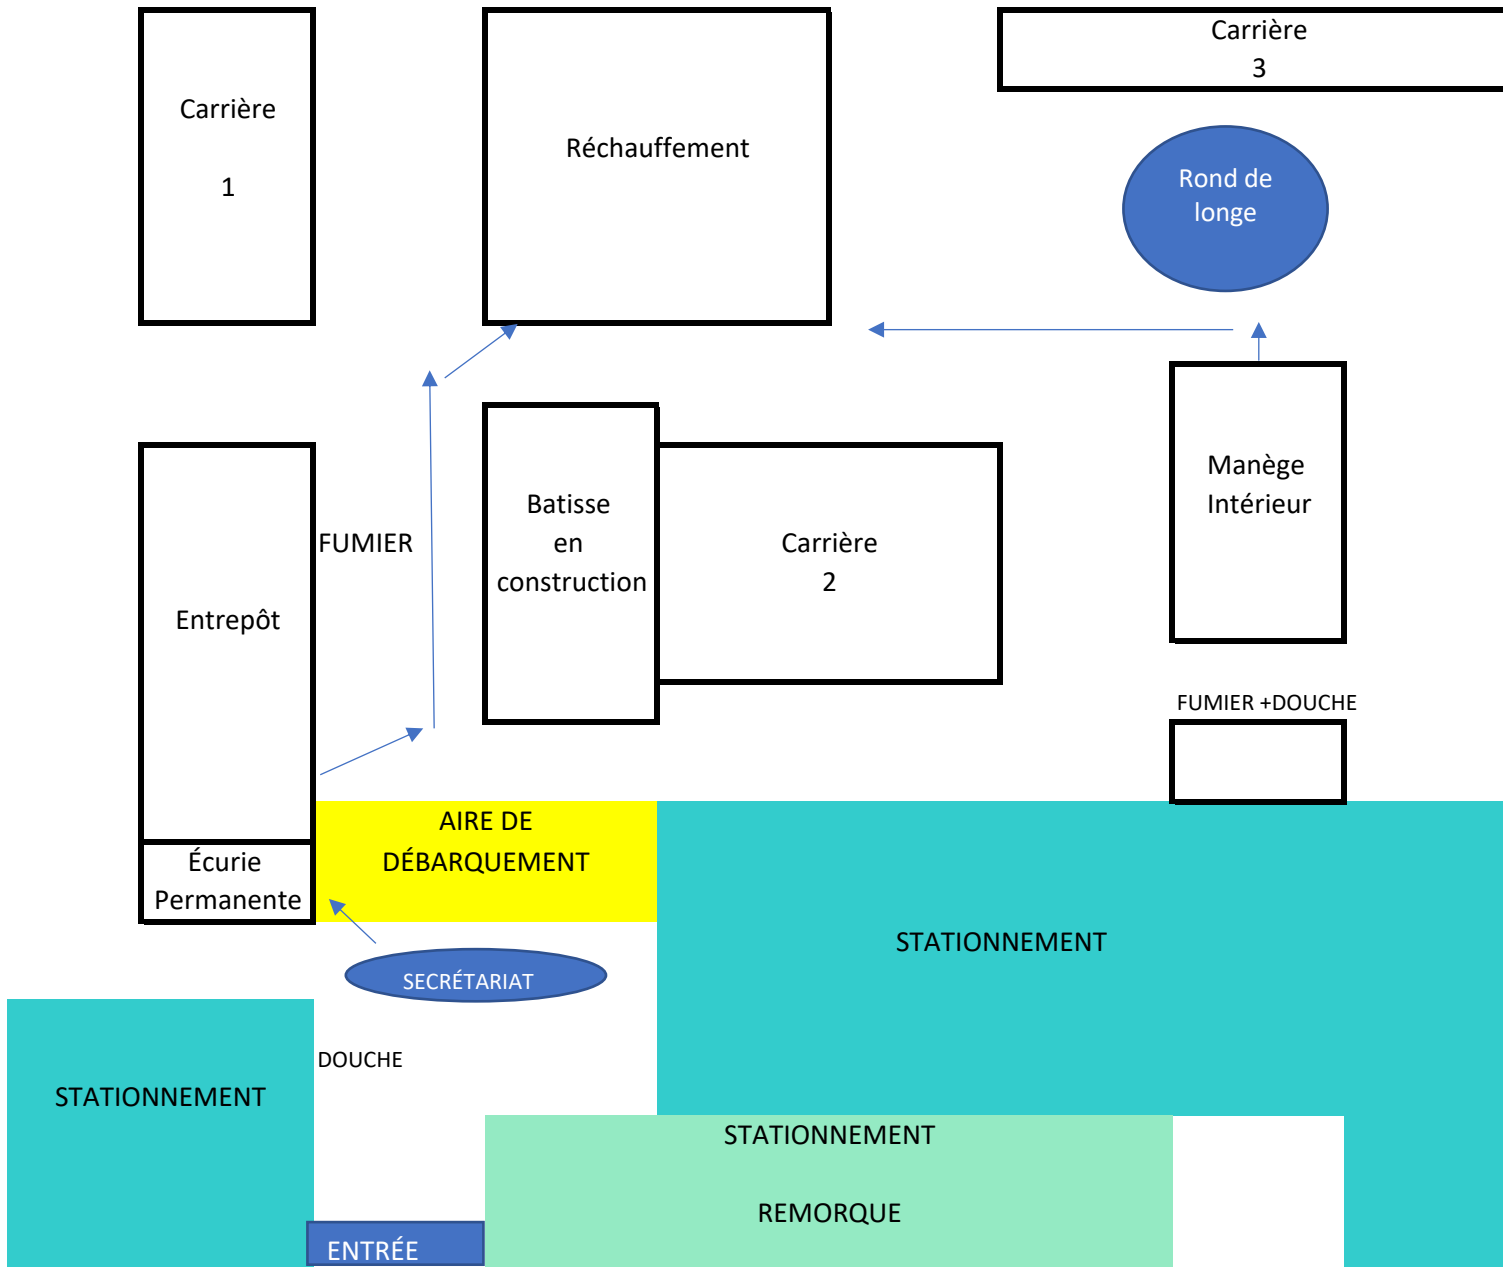 Carrière
3
Carrière
1
Réchauffement
Rond de
longe
Manège
Intérieur
Batisse
en
construction
FUMIER
Carrière
2
Entrepôt
FUMIER +DOUCHE
AIRE DE
DÉBARQUEMENT
Écurie
Permanente
STATIONNEMENT
SECRÉTARIAT
DOUCHE
STATIONNEMENT
STATIONNEMENT
REMORQUE
ENTRÉE